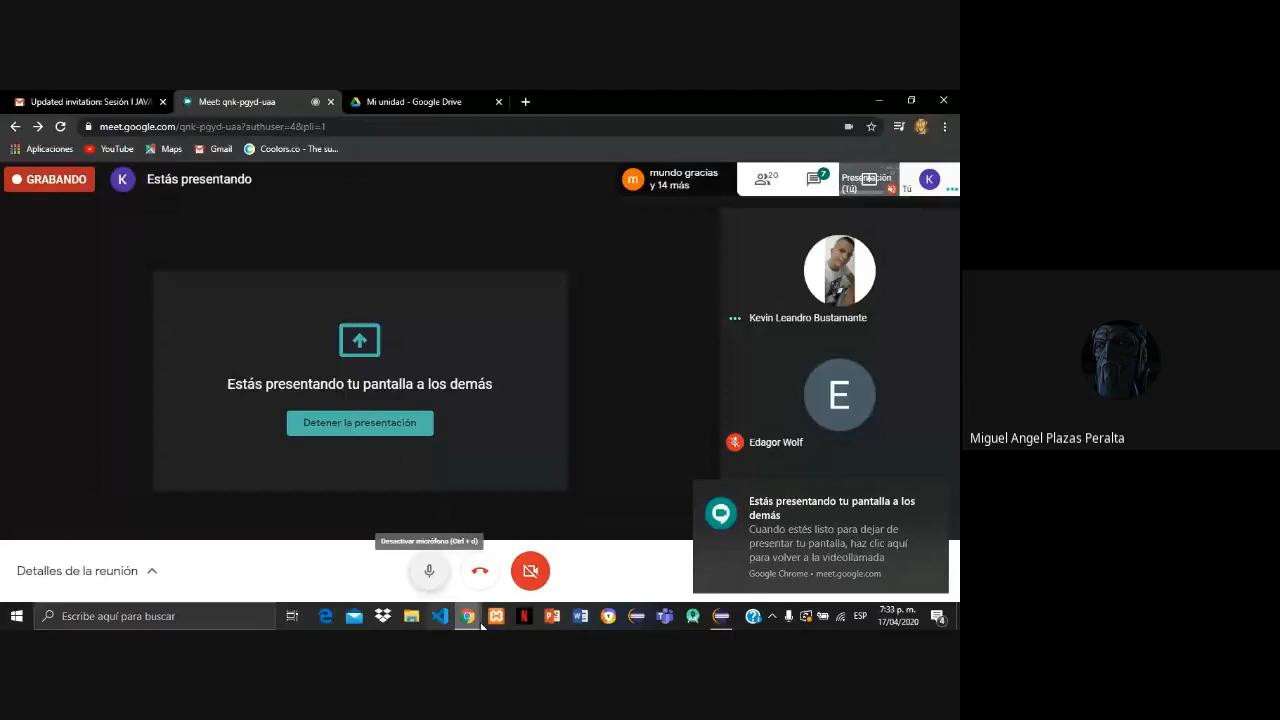 Updated invitation: Sesión I JAVA
Meet: qnk-pgyd-uaa
Mi unidad - Google Drive
meet.google.com/qnk-pgyd-uaa?authuser=4&pli=1
Aplicaciones
YouTube
Maps
Gmail
Coolors.co - The su...
GRABANDO
K
Estás presentando
m
mundo gracias
y 14 más
20
7
Presentación
(Tú)
Tú
K
Kevin Leandro Bustamante
Estás presentando tu pantalla a los demás
Detener la presentación
E
Edagor Wolf
Miguel Angel Plazas Peralta
Estás presentando tu pantalla a los
demás
Cuando estés listo para dejar de
presentar tu pantalla, haz clic aquí
para volver a la videollamada
Google Chrome • meet.google.com
Desactivar micrófono (Ctrl + d)
Detalles de la reunión
Escribe aquí para buscar
ESP
7:33 p. m.
17/04/2020
4